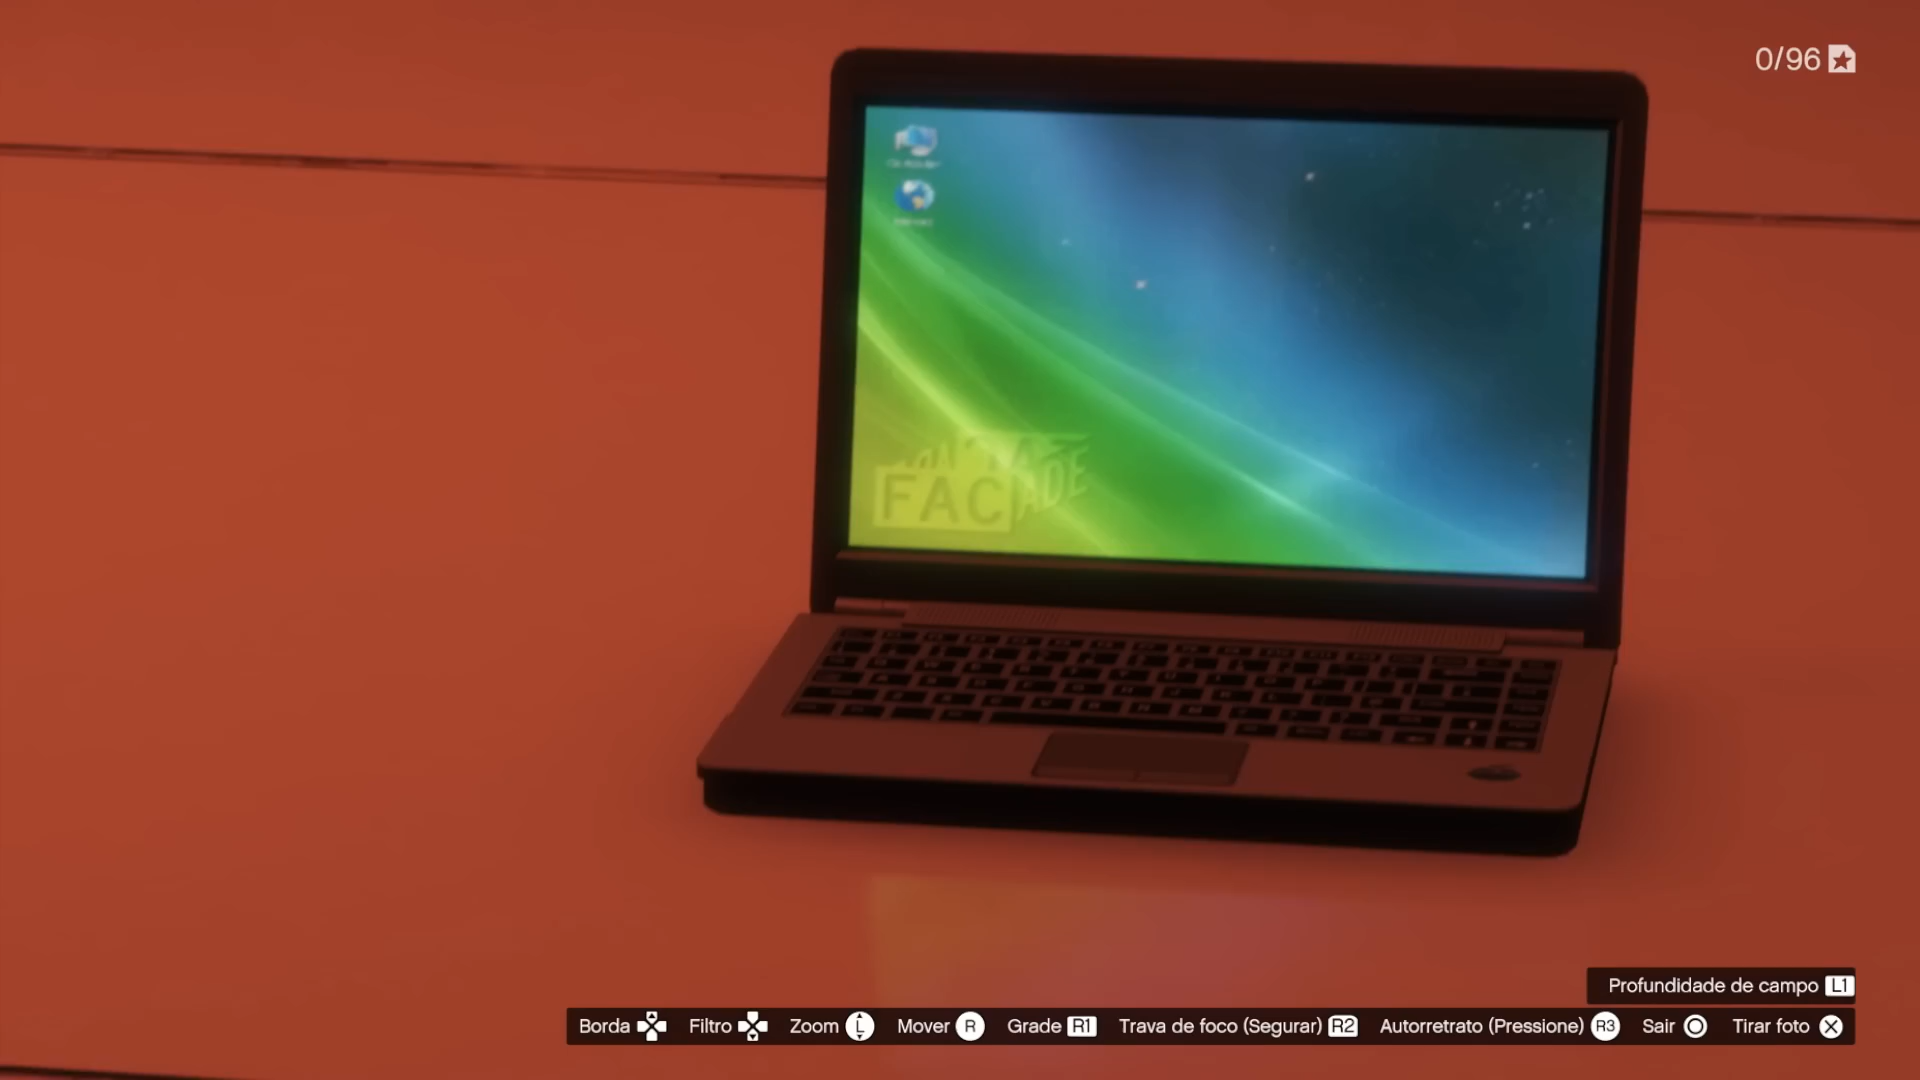 0/96
FAC
ADE
Profundidade de campo L1
Borda Filtro Zoom L Mover R Grade R1 Trava de foco (Segurar) R2 Autorretrato (Pressione) R3 Sair Tirar foto